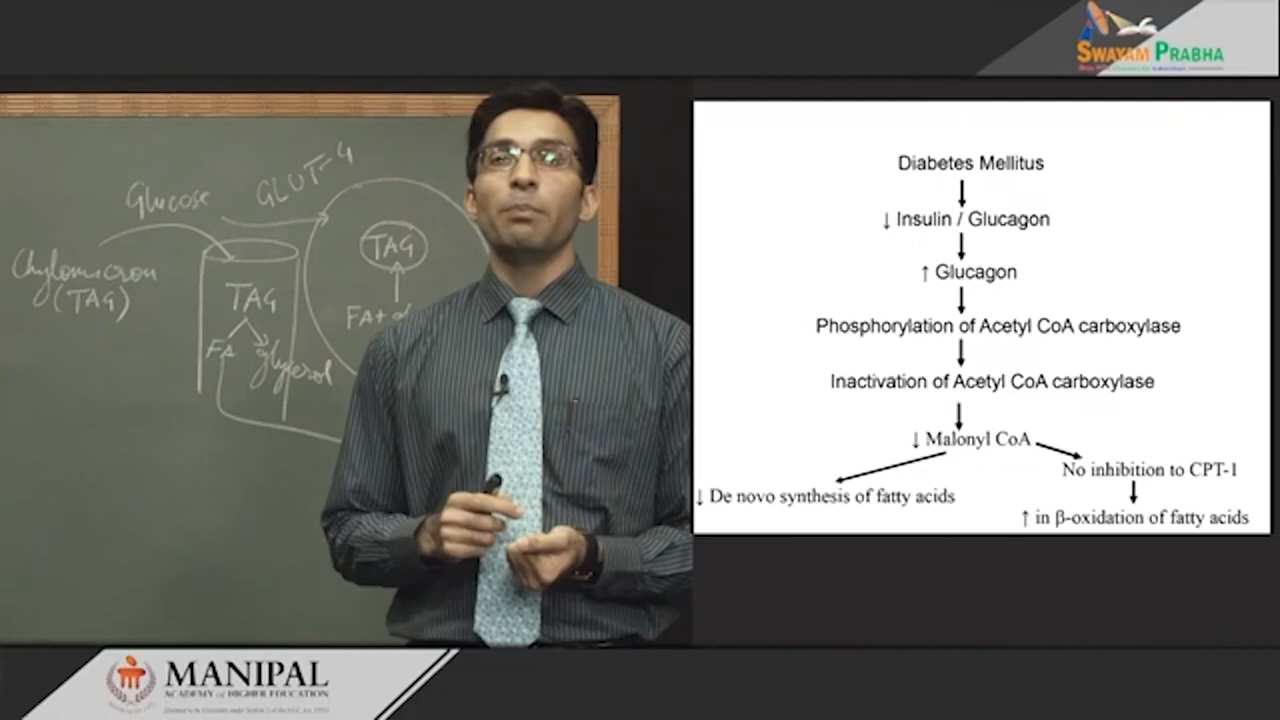 SWAYAM PRABHA
Glucose
GLUT-4
Chylomicron
(TAG)
TAG
FA
glycerol
TAG
FA+
Diabetes Mellitus
↓ Insulin / Glucagon
↑ Glucagon
Phosphorylation of Acetyl CoA carboxylase
Inactivation of Acetyl CoA carboxylase
↓ Malonyl CoA
No inhibition to CPT-1
↓ De novo synthesis of fatty acids
↑ in β-oxidation of fatty acids
MANIPAL
ACADEMY of HIGHER EDUCATION